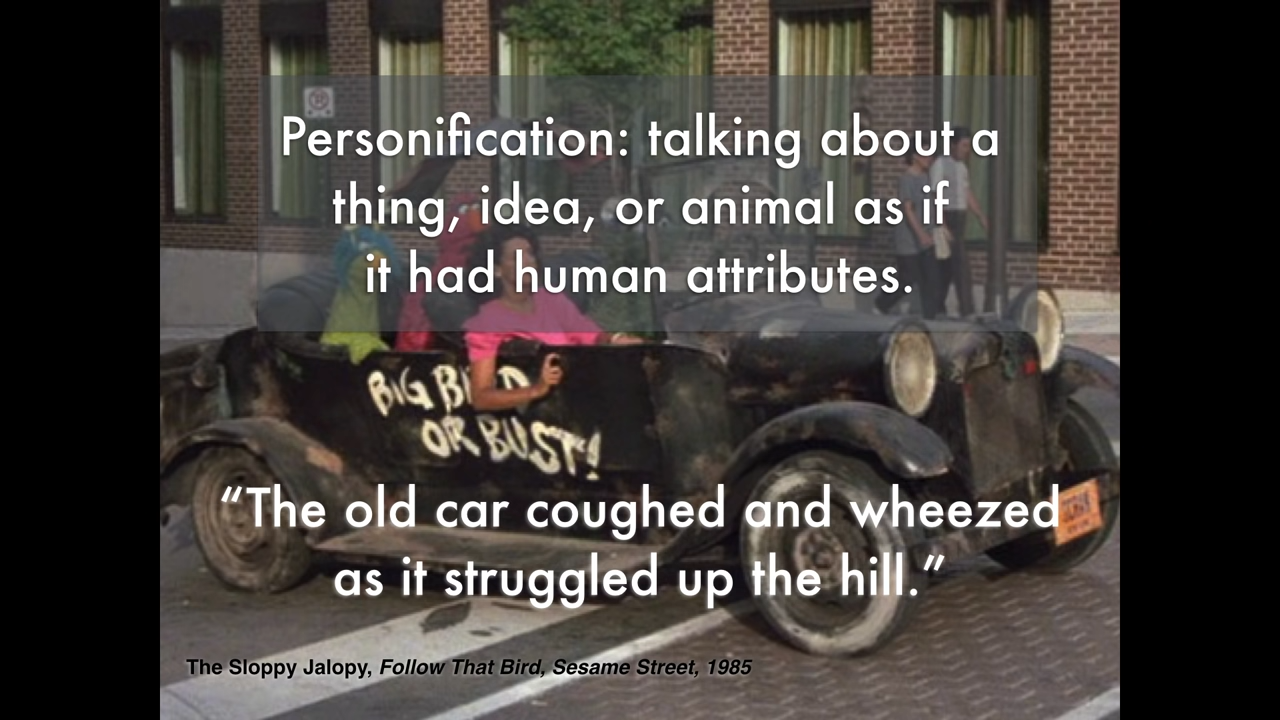 Personification: talking about a
thing, idea, or animal as if
it had human attributes.
BIG BI D
OR BUST!
“The old car coughed and wheezed
as it struggled up the hill.”
The Sloppy Jalopy, Follow That Bird, Sesame Street, 1985